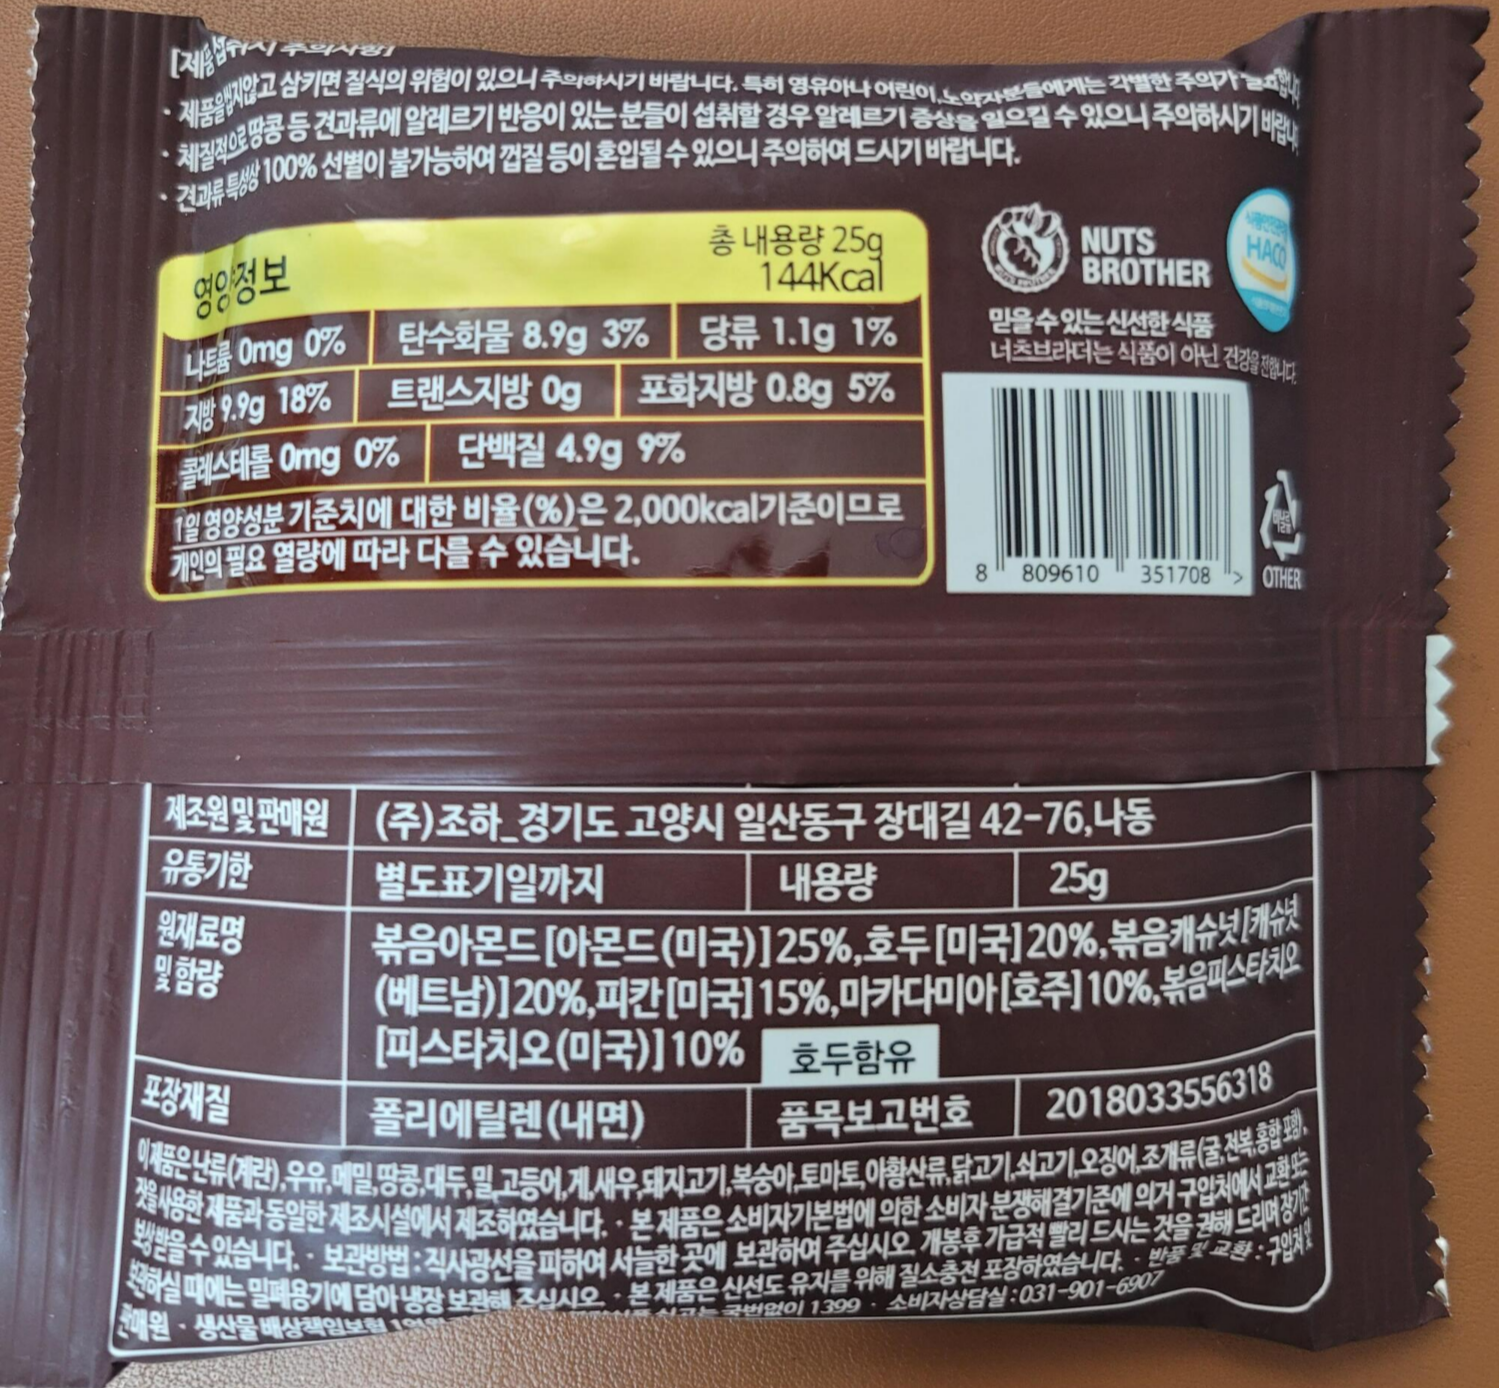 [제품 섭취시 주의사항]
· 제품을 씹지않고 삼키면 질식의 위험이 있으니 주의하시기 바랍니다. 특히 영유아나 어린이,노약자분들에게는 각별한 주의가 필요합니다
· 체질적으로 땅콩 등 견과류에 알레르기 반응이 있는 분들이 섭취할 경우 알레르기 증상을 일으킬 수 있으니 주의하시기 바랍니다
· 견과류 특성상 100% 선별이 불가능하여 껍질 등이 혼입될 수 있으니 주의하여 드시기 바랍니다.
영양정보
총 내용량 25g
144Kcal
나트륨 0mg 0% 탄수화물 8.9g 3% 당류 1.1g 1%
지방 9.9g 18% 트랜스지방 0g 포화지방 0.8g 5%
콜레스테롤 0mg 0% 단백질 4.9g 9%
1일 영양성분 기준치에 대한 비율(%)은 2,000kcal기준이므로
개인의 필요 열량에 따라 다를 수 있습니다.
NUTS
BROTHER
HACC
믿을 수 있는 신선한 식품
너츠브라더는 식품이 아닌 건강을 전합니다.
8 809610 351708 >
OTHER
제조원 및 판매원 (주)조하_경기도 고양시 일산동구 장대길 42-76,나동
유통기한 별도표기일까지 내용량 25g
원재료명
및 함량
볶음아몬드[아몬드(미국)]25%,호두[미국]20%,볶음캐슈넛[캐슈넛
(베트남)]20%,피칸[미국]15%,마카다미아[호주]10%,볶음피스타치오
[피스타치오(미국)]10% 호두함유
포장재질 폴리에틸렌(내면) 품목보고번호 2018033556318
이 제품은 난류(계란),우유,메밀,땅콩,대두,밀,고등어,게,새우,돼지고기,복숭아,토마토,아황산류,닭고기,쇠고기,오징어,조개류(굴,전복,홍합 포함),
잣을 사용한 제품과 동일한 제조시설에서 제조하였습니다. · 본 제품은 소비자기본법에 의한 소비자 분쟁해결기준에 의거 구입처에서 교환 또는
보상받을 수 있습니다. · 보관방법 : 직사광선을 피하여 서늘한 곳에 보관하여 주십시오 개봉후 가급적 빨리 드시는 것을 권해 드리며 장기간
보관하실 때에는 밀폐용기에 담아 냉장 보관해 주십시오. · 본 제품은 신선도 유지를 위해 질소충전 포장하였습니다. · 반품 및 교환 : 구입처 및
판매원 · 생산물 배상책임보험 국번없이 1399 · 소비자상담실 : 031-901-6907